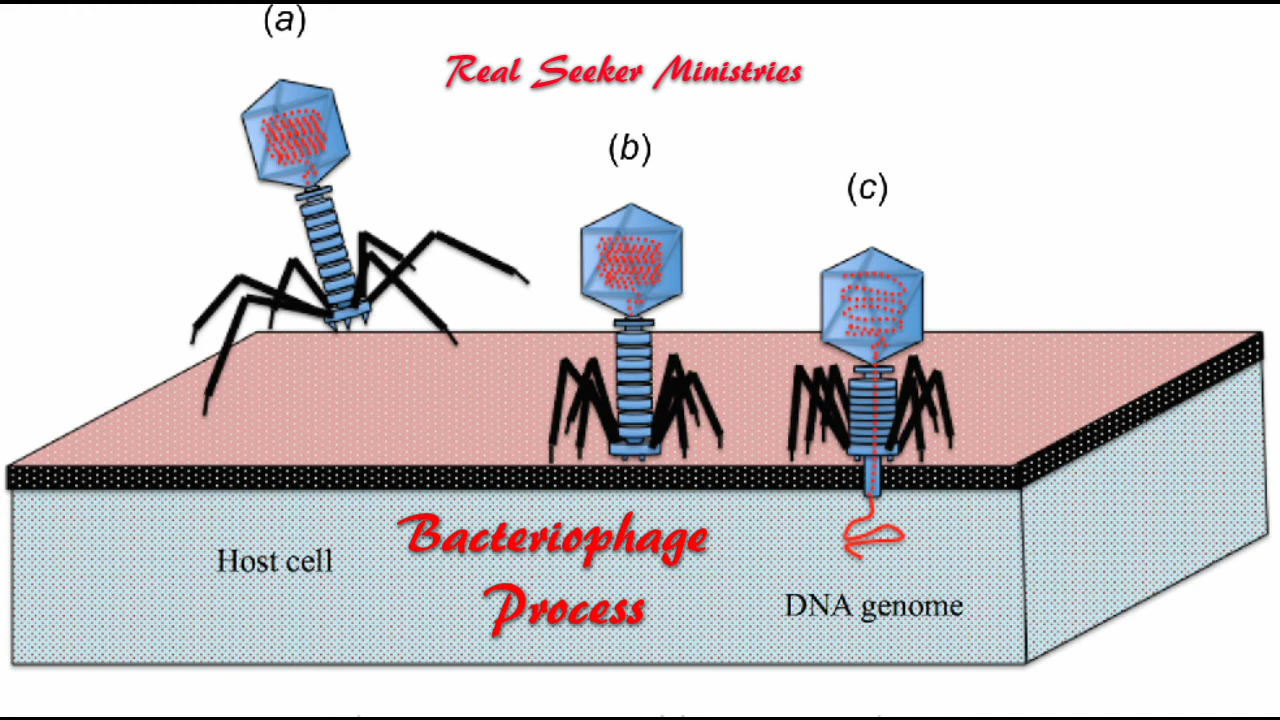 (a)
Real Seeker Ministries
(b)
(c)
Bacteriophage
Process
Host cell
DNA genome